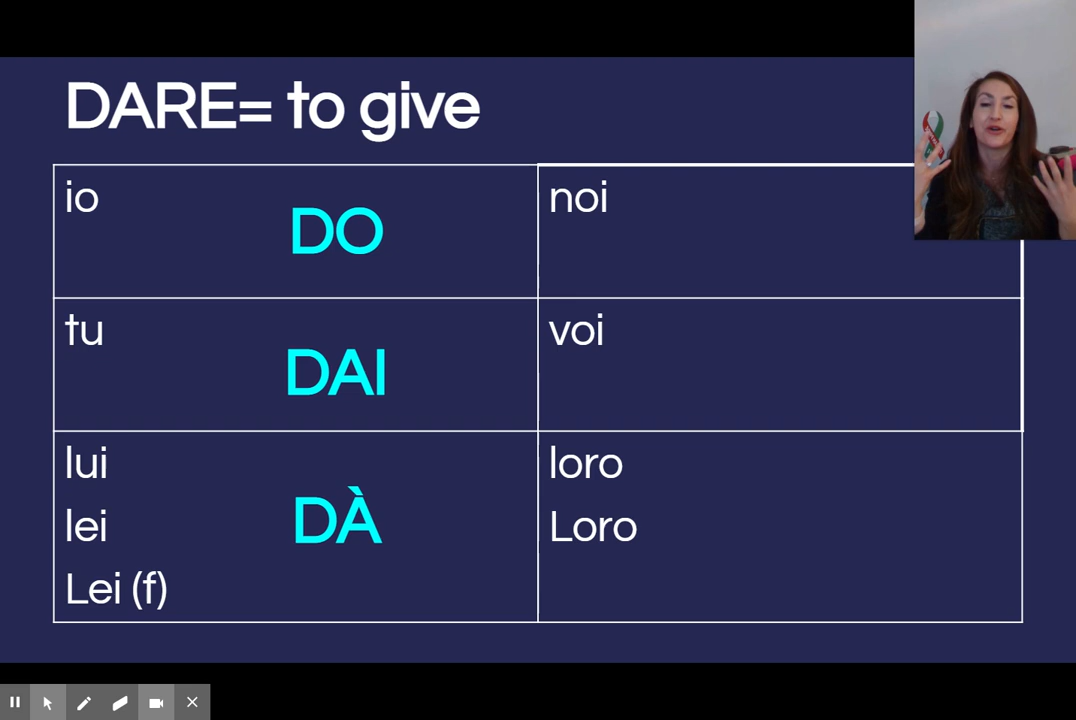 DARE= to give
io
DO
noi
tu
DAI
voi
lui
lei
DÀ
Lei (f)
loro
Loro